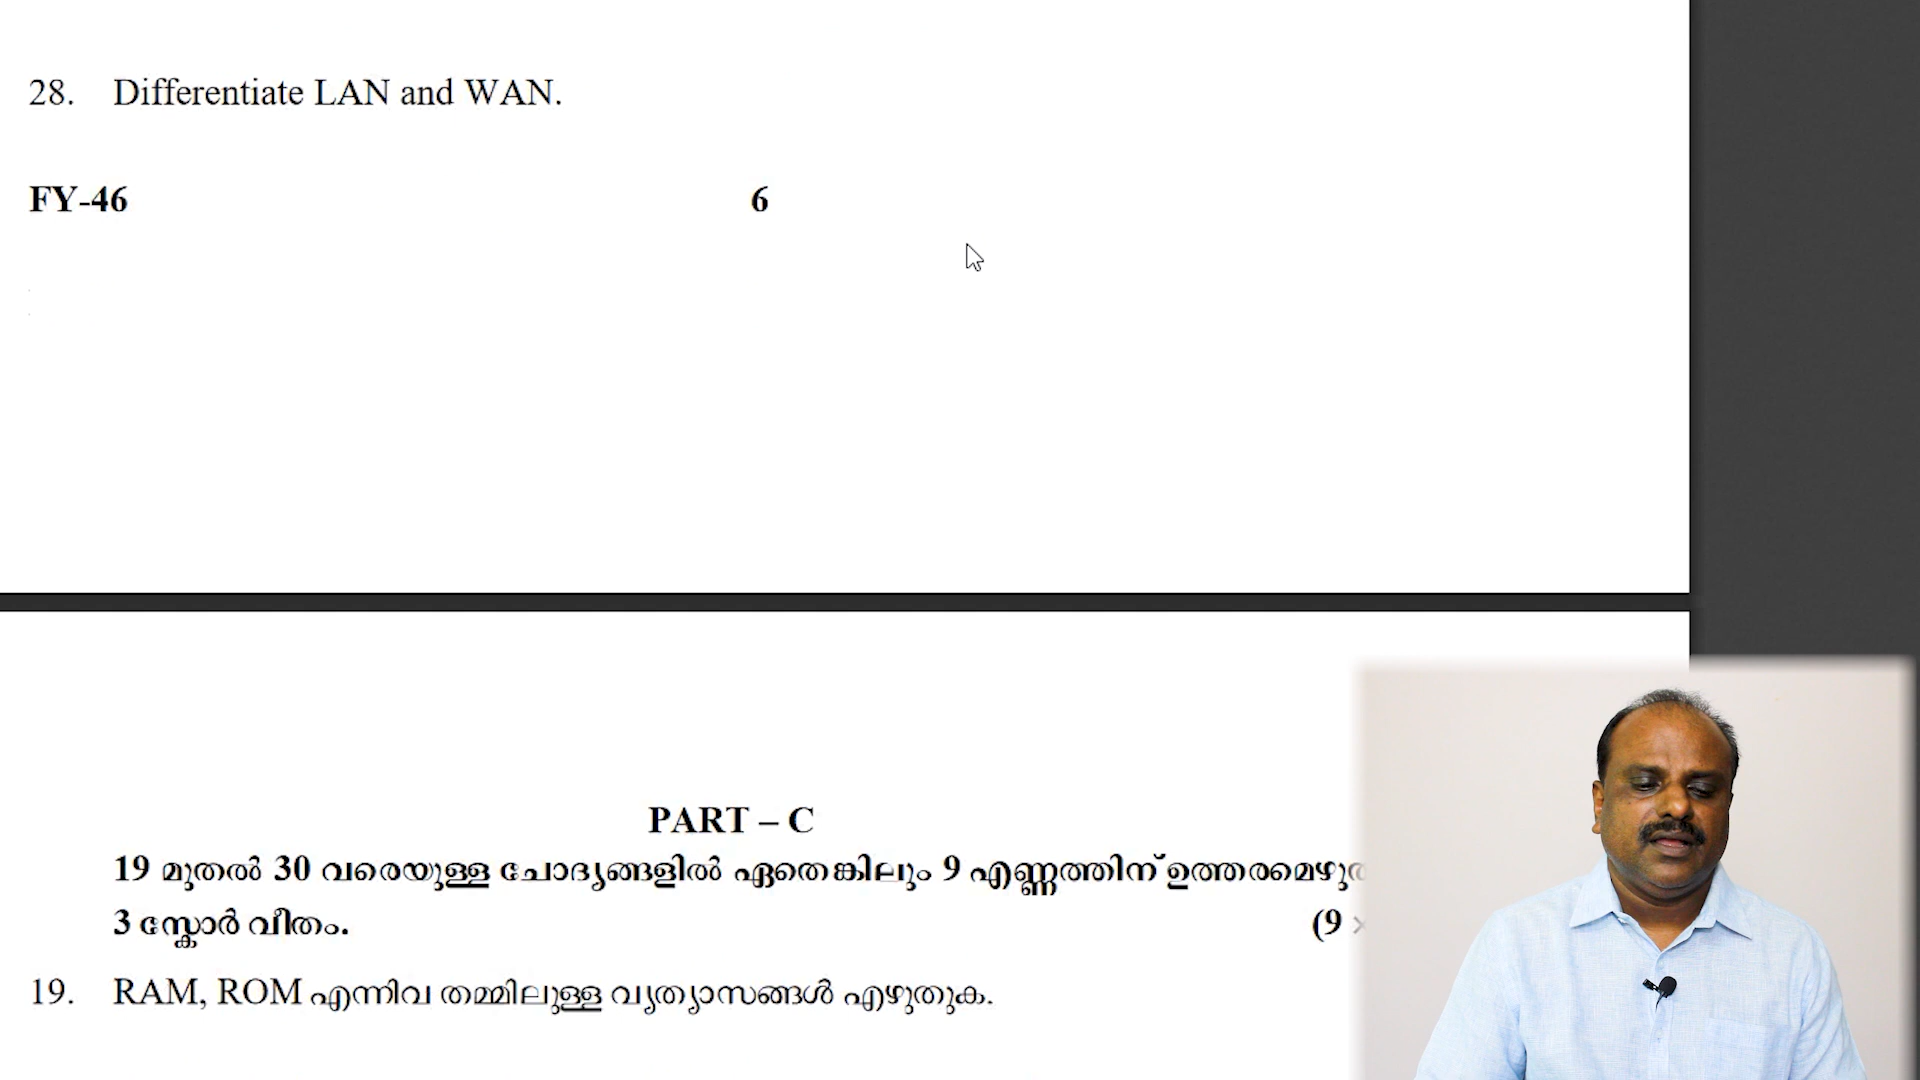 28. Differentiate LAN and WAN.
FY-46 6
PART – C
19 മുതൽ 30 വരെയുള്ള ചോദ്യങ്ങളിൽ ഏതെങ്കിലും 9 എണ്ണത്തിന് ഉത്തരമെഴുത
3 സ്കോർ വീതം. (9 ×
19. RAM, ROM എന്നിവ തമ്മിലുള്ള വ്യത്യാസങ്ങൾ എഴുതുക.